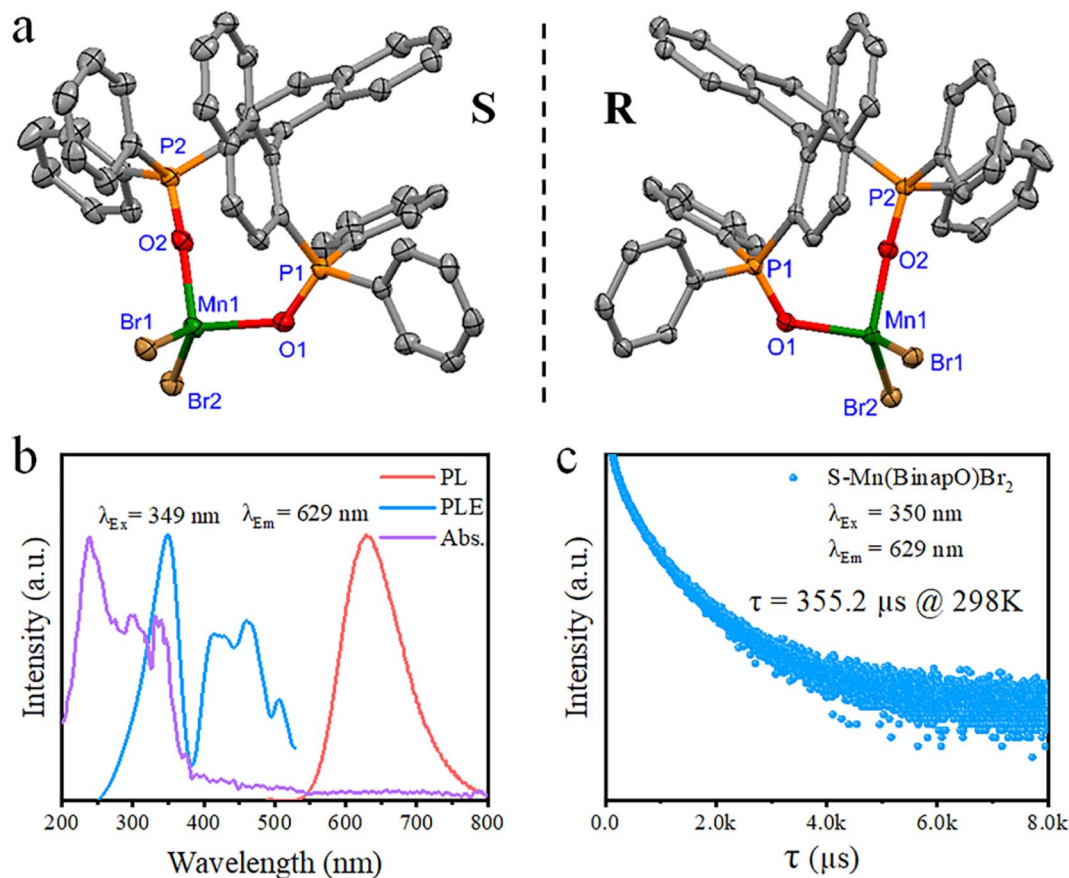 a
S
R
P2
O2
P1
Mn1
Br1
O1
Br2
P2
P1
O2
O1
Mn1
Br1
Br2
b
PL
PLE
Abs.
λEx = 349 nm
λEm = 629 nm
Intensity (a.u.)
200 300 400 500 600 700 800
Wavelength (nm)
c
S-Mn(BinapO)Br₂
λEx = 350 nm
λEm = 629 nm
τ = 355.2 μs @ 298K
Intensity (a.u.)
0.0 2.0k 4.0k 6.0k 8.0k
τ (μs)